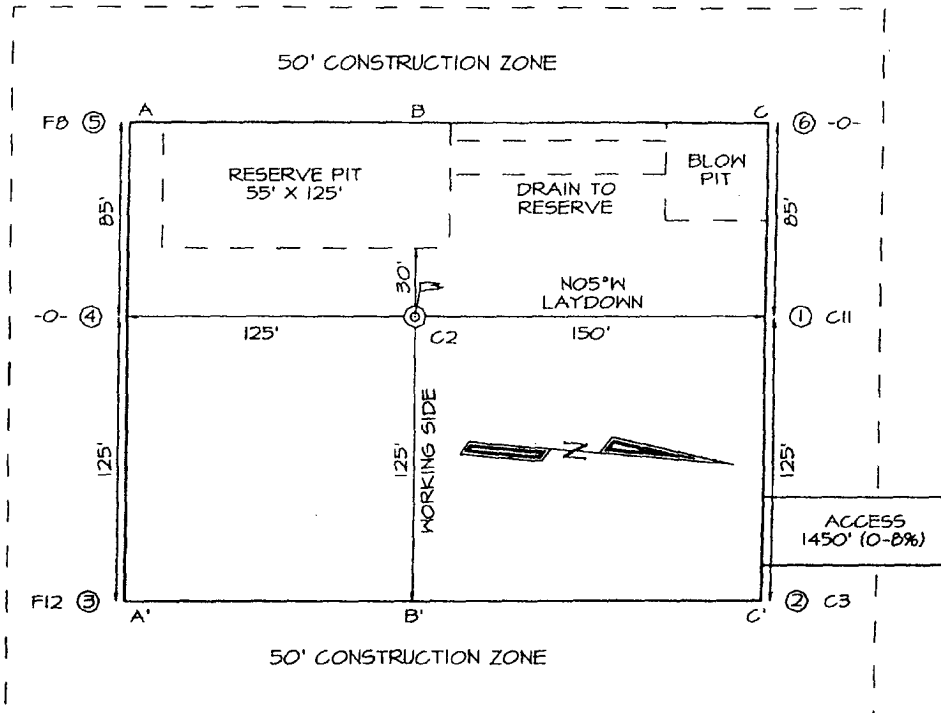 50' CONSTRUCTION ZONE
A
B
C
F8 ⑤
⑥ -0-
RESERVE PIT
55' X 125'
BLOW
PIT
DRAIN TO
RESERVE
85'
85'
30'
N05°W
LAYDOWN
-0- ④
125'
150'
① C11
C2
125'
125'
WORKING SIDE
125'
N
ACCESS
1450' (0-8%)
F12 ③
② C3
A'
B'
C'
50' CONSTRUCTION ZONE